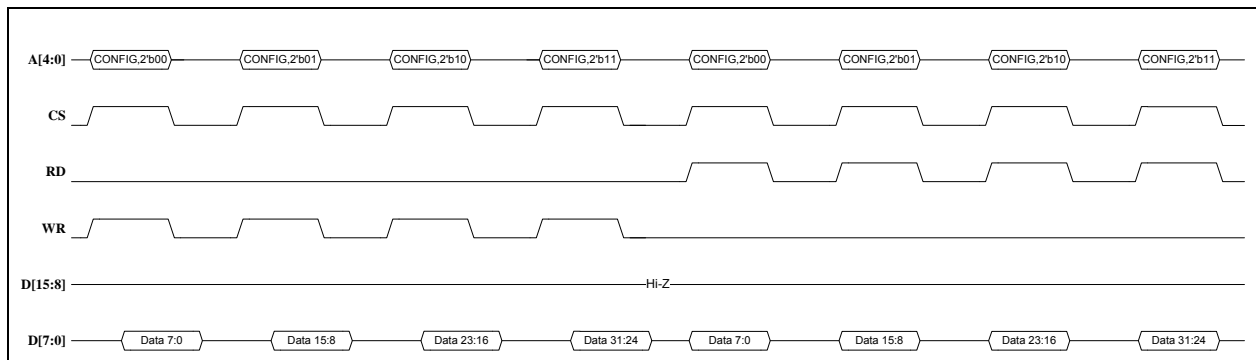 A[4:0] CONFIG,2'b00 CONFIG,2'b01 CONFIG,2'b10 CONFIG,2'b11 CONFIG,2'b00 CONFIG,2'b01 CONFIG,2'b10 CONFIG,2'b11
CS
RD
WR
D[15:8] Hi-Z
D[7:0] Data 7:0 Data 15:8 Data 23:16 Data 31:24 Data 7:0 Data 15:8 Data 23:16 Data 31:24